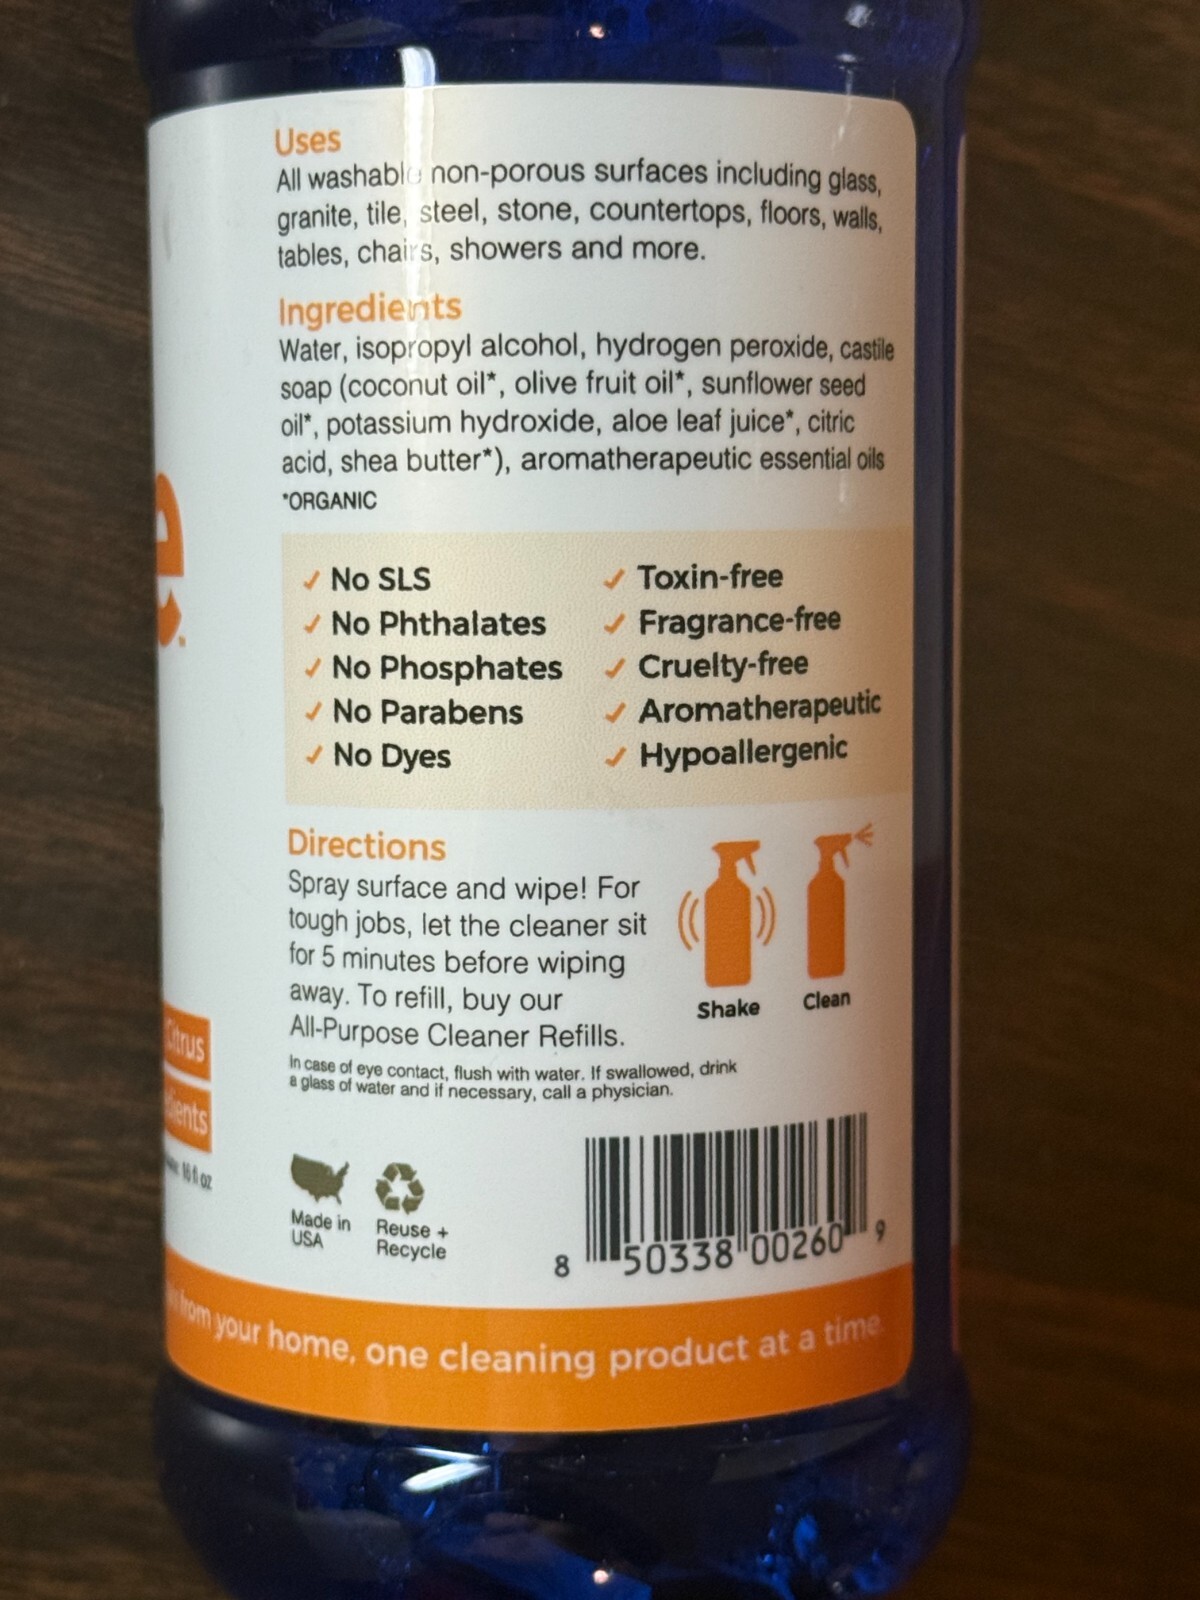 Uses
All washable non-porous surfaces including glass,
granite, tile, steel, stone, countertops, floors, walls,
tables, chairs, showers and more.
Ingredients
Water, isopropyl alcohol, hydrogen peroxide, castile
soap (coconut oil*, olive fruit oil*, sunflower seed
oil*, potassium hydroxide, aloe leaf juice*, citric
acid, shea butter*), aromatherapeutic essential oils
*ORGANIC
✓ No SLS
✓ No Phthalates
✓ No Phosphates
✓ No Parabens
✓ No Dyes
✓ Toxin-free
✓ Fragrance-free
✓ Cruelty-free
✓ Aromatherapeutic
✓ Hypoallergenic
Directions
Spray surface and wipe! For
tough jobs, let the cleaner sit
for 5 minutes before wiping
away. To refill, buy our
All-Purpose Cleaner Refills.
Shake
Clean
In case of eye contact, flush with water. If swallowed, drink
a glass of water and if necessary, call a physician.
Made in
USA
Reuse +
Recycle
8 50338 00260 9
from your home, one cleaning product at a time.
e
Citrus
16 fl oz